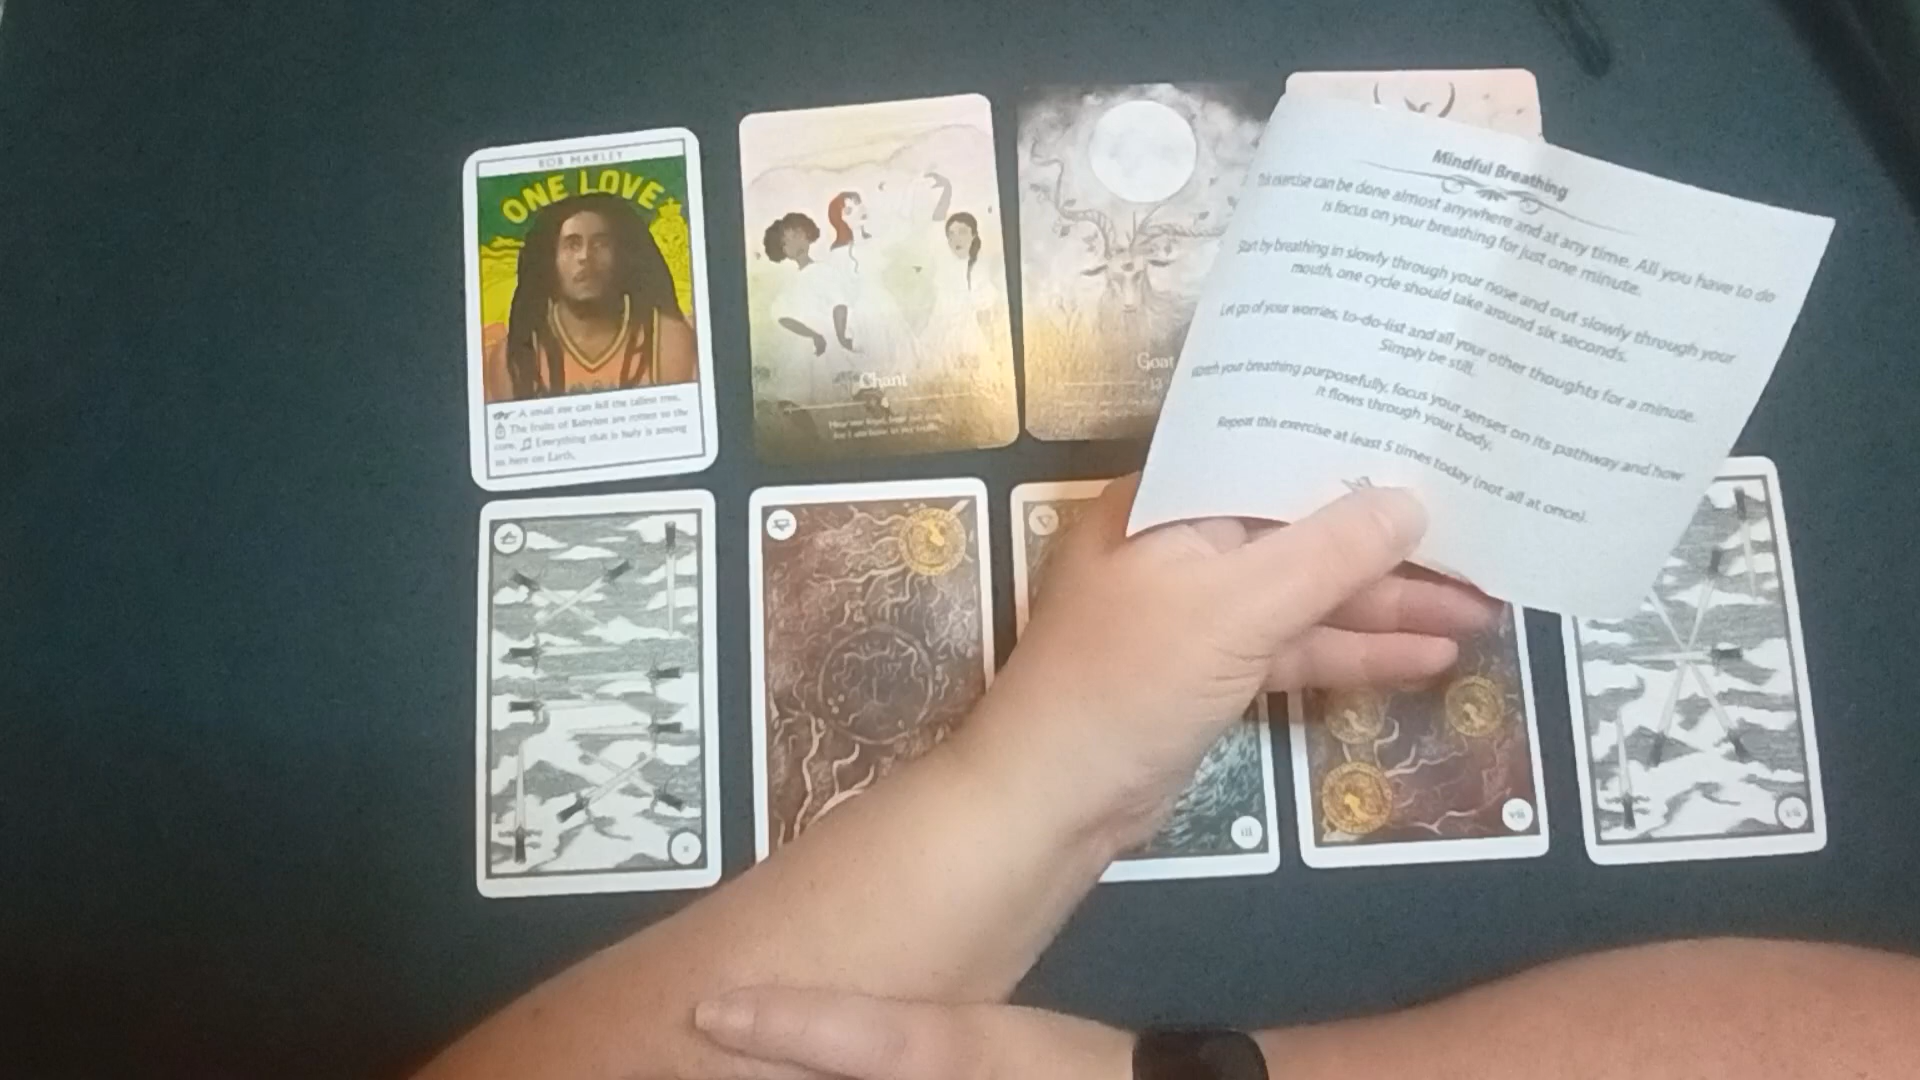 BOB MARLEY
ONE LOVE
A small axe can fell the tallest tree.
The fruits of Babylon are rotten to the
core. Everything that is holy is among
us here on Earth.
Chant
Goat
13
Mindful Breathing
This exercise can be done almost anywhere and at any time. All you have to do
is focus on your breathing for just one minute.
Start by breathing in slowly through your nose and out slowly through your
mouth, one cycle should take around six seconds.
Let go of your worries, to-do-list and all your other thoughts for a minute.
Simply be still.
your breathing purposefully, focus your senses on its pathway and how
it flows through your body.
Repeat this exercise at least 5 times today (not all at once).
x
iii
vii
vii